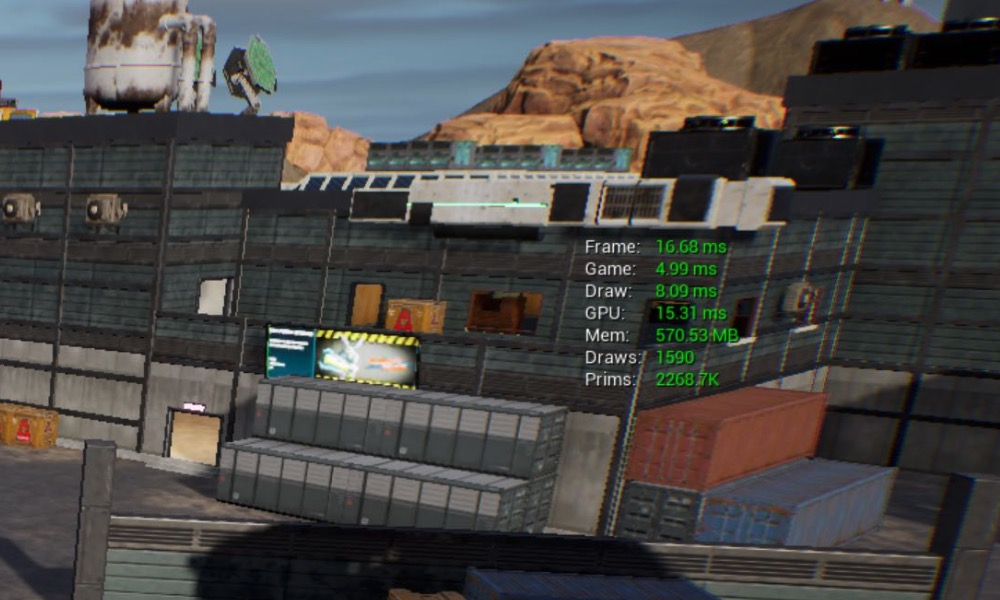 Frame: 16.68 ms
Game: 4.99 ms
Draw: 8.09 ms
GPU: 15.31 ms
Mem: 570.53 MB
Draws: 1590
Prims: 2268.7K